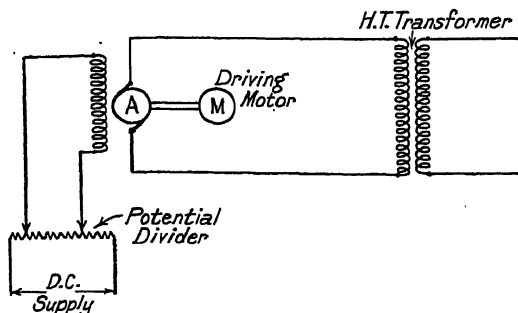 H.T. Transformer
Driving
Motor
A
M
Potential
Divider
D.C.
Supply